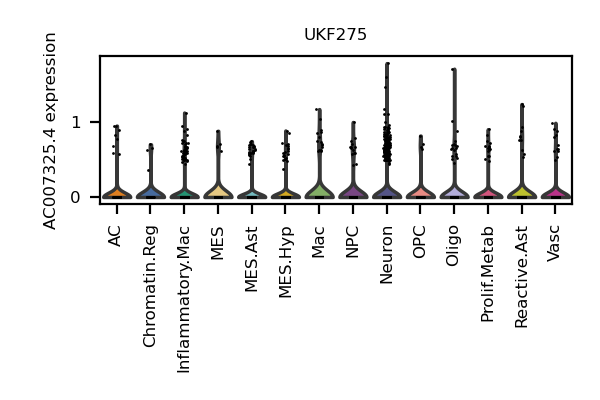 UKF275
AC007325.4 expression
1
0
AC
Chromatin.Reg
Inflammatory.Mac
MES
MES.Ast
MES.Hyp
Mac
NPC
Neuron
OPC
Oligo
Prolif.Metab
Reactive.Ast
Vasc